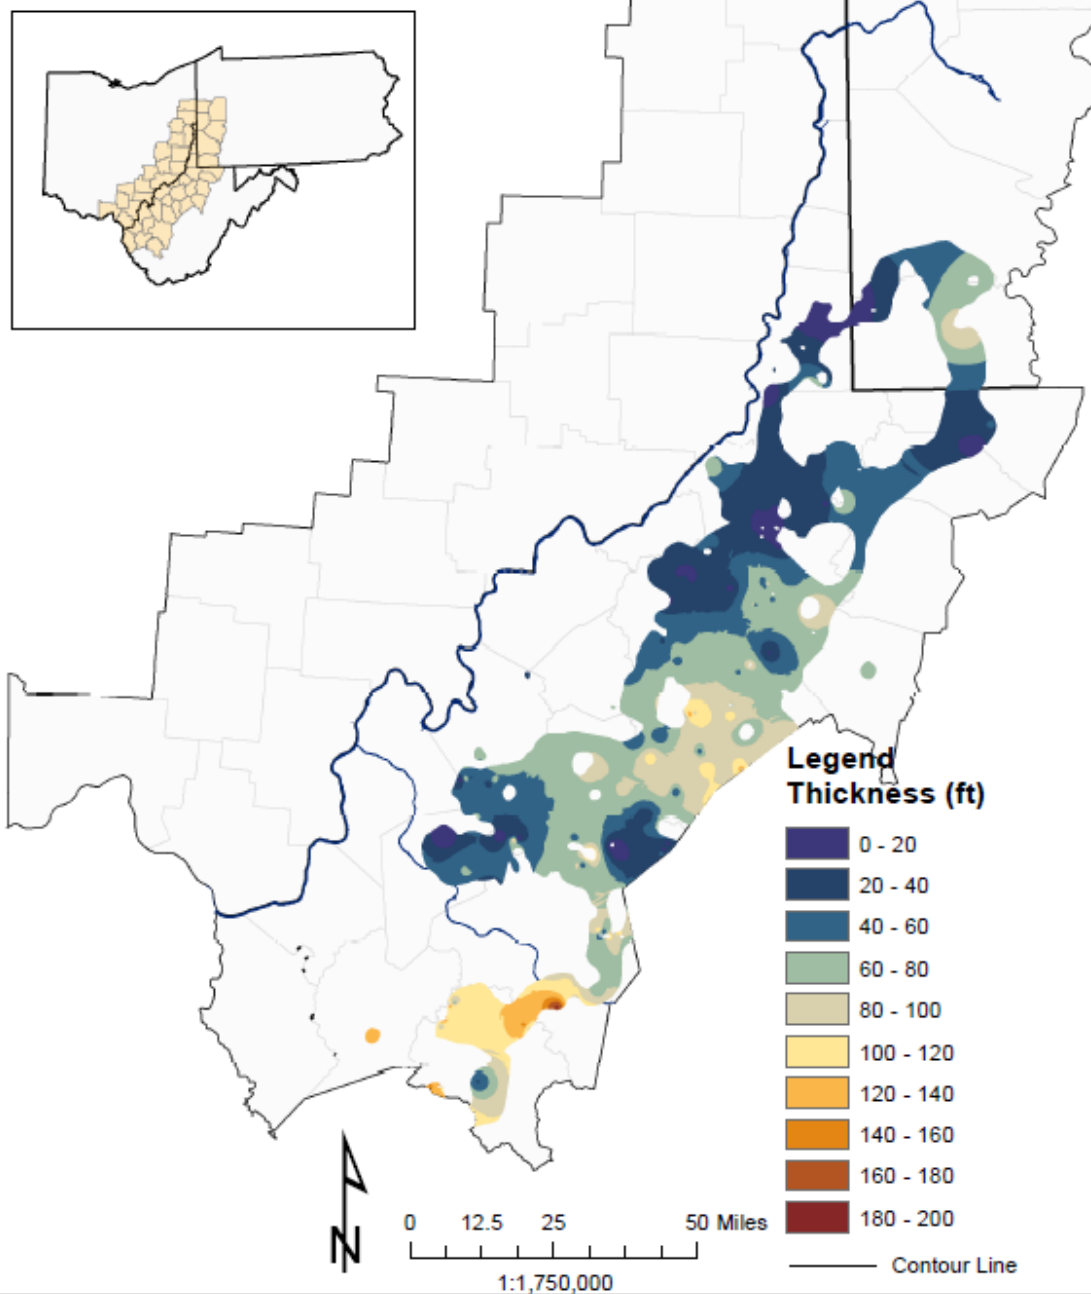 Legend
Thickness (ft)
0 - 20
20 - 40
40 - 60
60 - 80
80 - 100
100 - 120
120 - 140
140 - 160
160 - 180
180 - 200
Contour Line
N
0 12.5 25 50 Miles
1:1,750,000